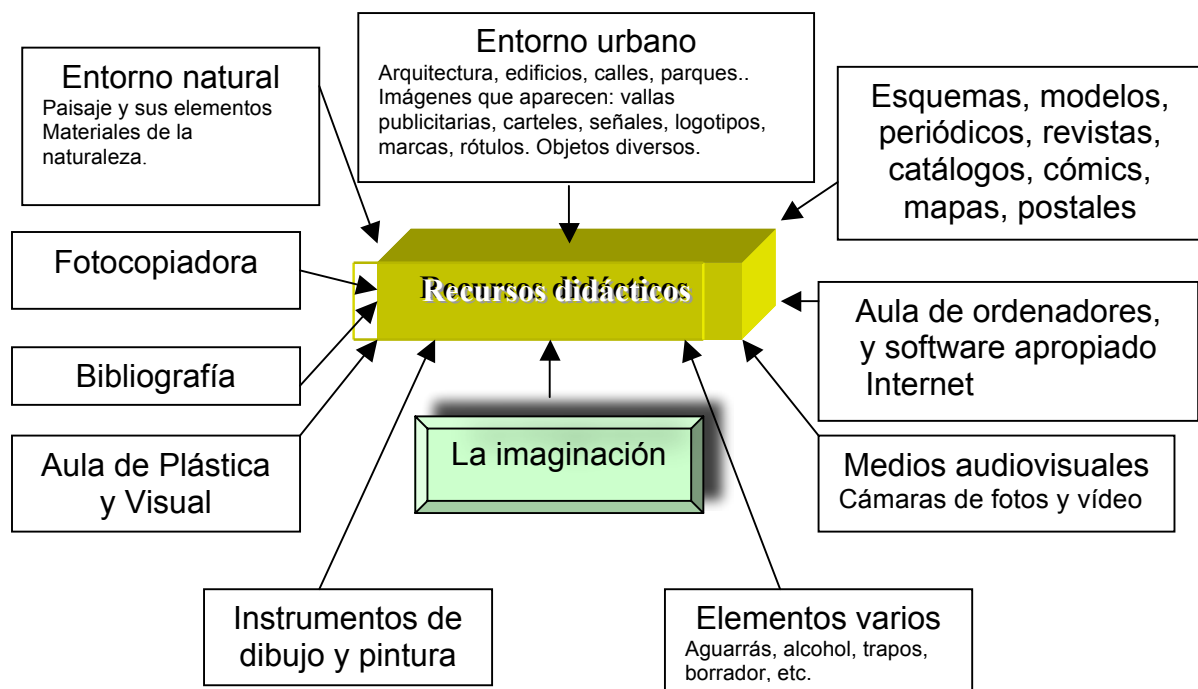 Entorno natural
Paisaje y sus elementos
Materiales de la
naturaleza.
Entorno urbano
Arquitectura, edificios, calles, parques..
Imágenes que aparecen: vallas
publicitarias, carteles, señales, logotipos,
marcas, rótulos. Objetos diversos.
Esquemas, modelos,
periódicos, revistas,
catálogos, cómics,
mapas, postales
Fotocopiadora
Recursos didácticos
Aula de ordenadores,
y software apropiado
Internet
Bibliografía
La imaginación
Aula de Plástica
y Visual
Medios audiovisuales
Cámaras de fotos y vídeo
Instrumentos de
dibujo y pintura
Elementos varios
Aguarrás, alcohol, trapos,
borrador, etc.